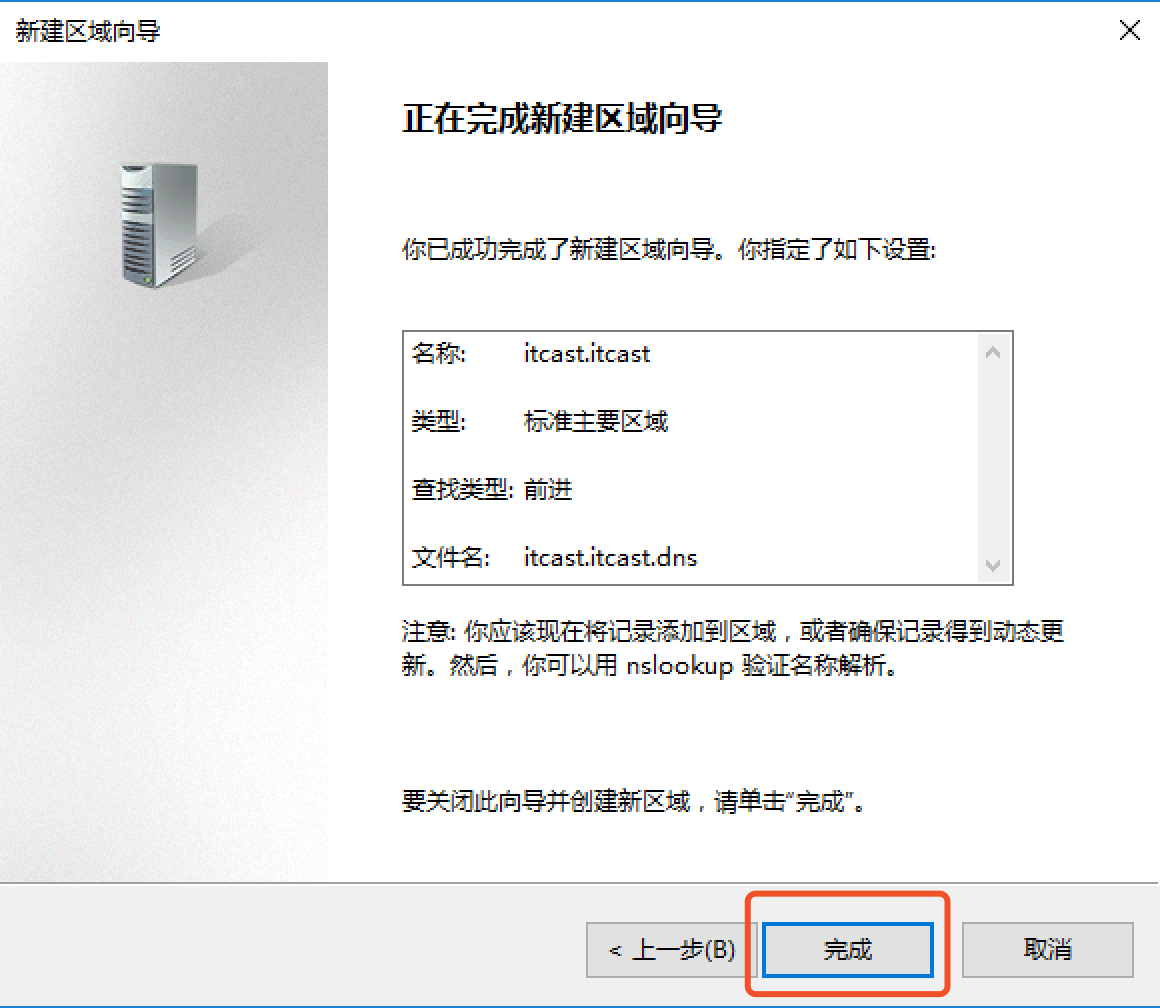 新建区域向导
正在完成新建区域向导
你已成功完成了新建区域向导。你指定了如下设置:
名称: itcast.itcast
类型: 标准主要区域
查找类型: 前进
文件名: itcast.itcast.dns
注意: 你应该现在将记录添加到区域，或者确保记录得到动态更
新。然后，你可以用 nslookup 验证名称解析。
要关闭此向导并创建新区域，请单击“完成”。
< 上一步(B) 完成 取消